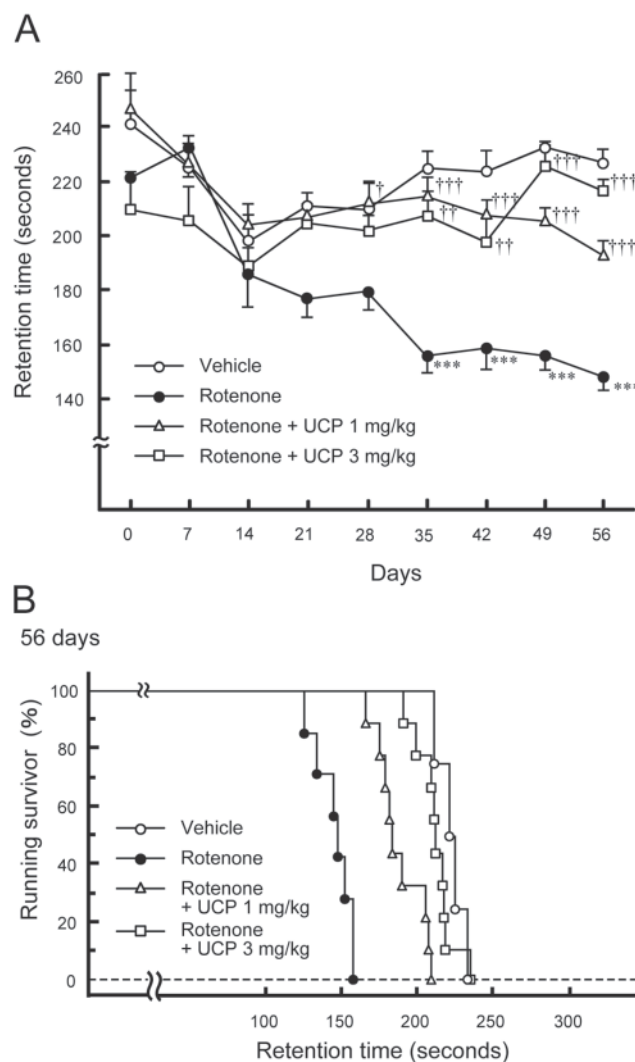 A
Retention time (seconds)
260
240
220
200
180
160
140
†
†††
††
†††
††
†††
†††
†††
†††
***
***
***
***
Vehicle
Rotenone
Rotenone + UCP 1 mg/kg
Rotenone + UCP 3 mg/kg
0 7 14 21 28 35 42 49 56
Days
B
56 days
Running survivor (%)
100
80
60
40
20
0
Vehicle
Rotenone
Rotenone
+ UCP 1 mg/kg
Rotenone
+ UCP 3 mg/kg
100 150 200 250 300
Retention time (seconds)